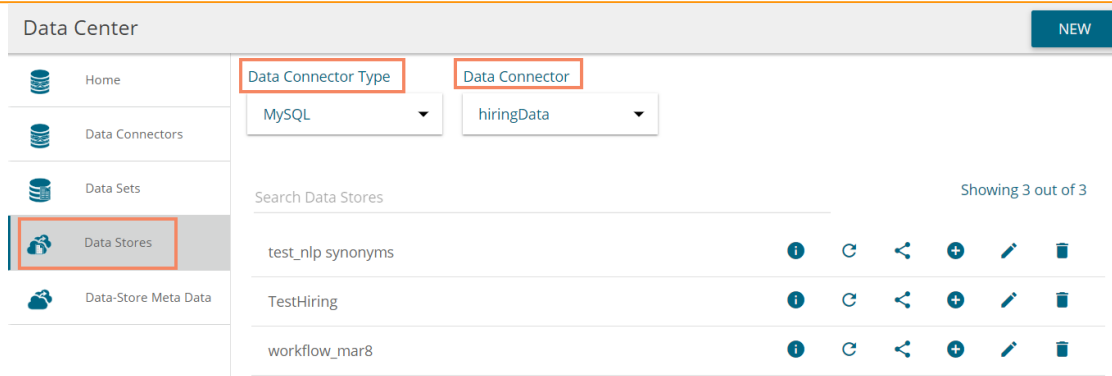 Data Center
NEW
Home
Data Connectors
Data Sets
Data Stores
Data-Store Meta Data
Data Connector Type
Data Connector
MySQL
hiringData
Search Data Stores
Showing 3 out of 3
test_nlp synonyms
TestHiring
workflow_mar8